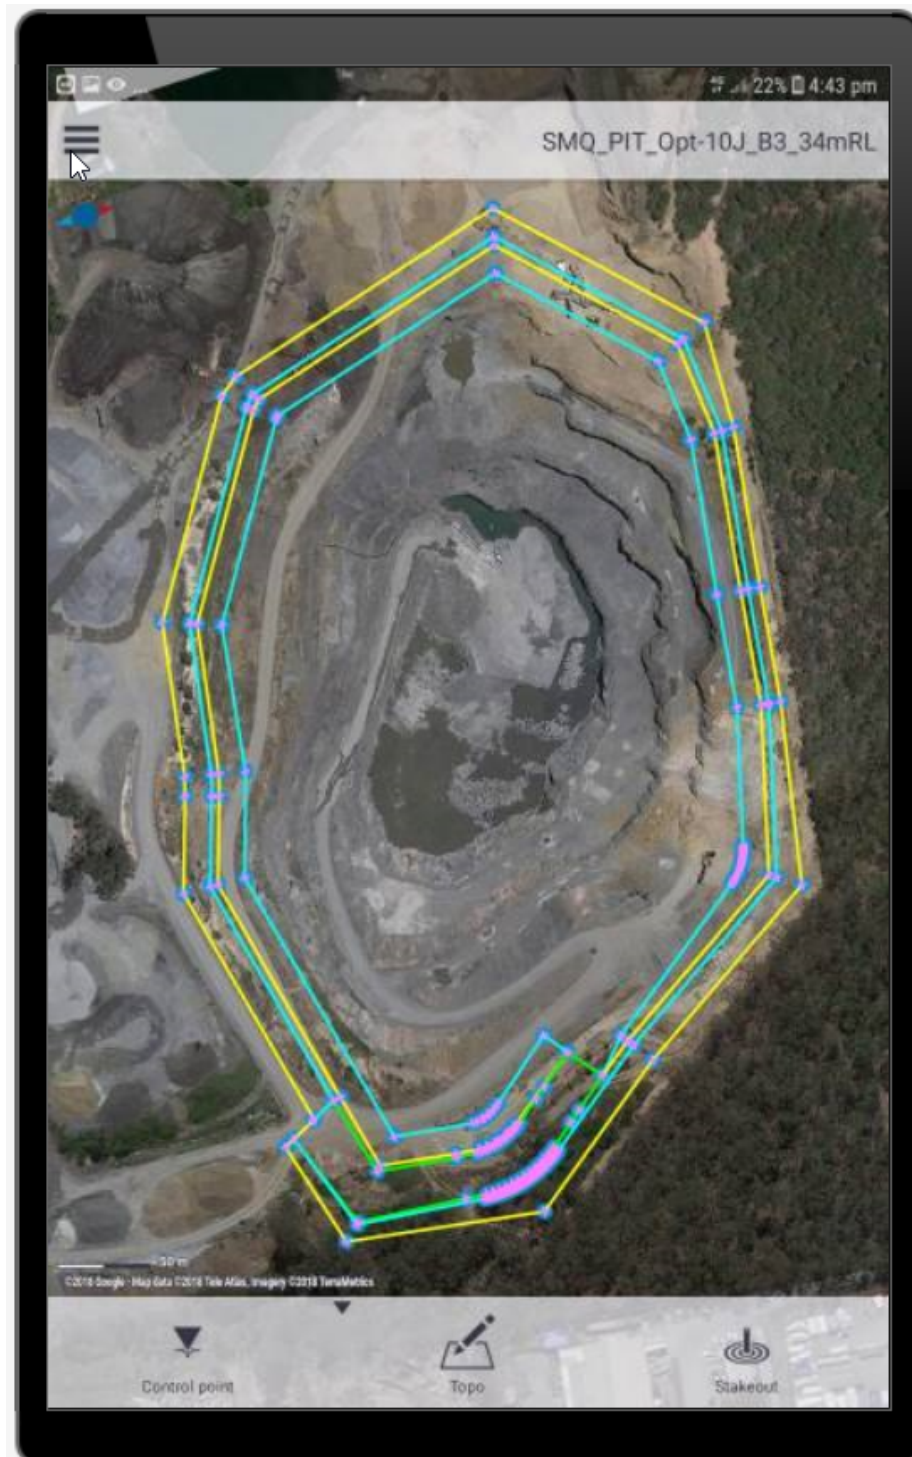 22% 4:43 pm
SMQ_PIT_Opt-10J_B3_34mRL
50 m
©2018 Google - Map data ©2018 Tele Atlas, Imagery ©2018 TerraMetrics
Control point
Topo
Stakeout